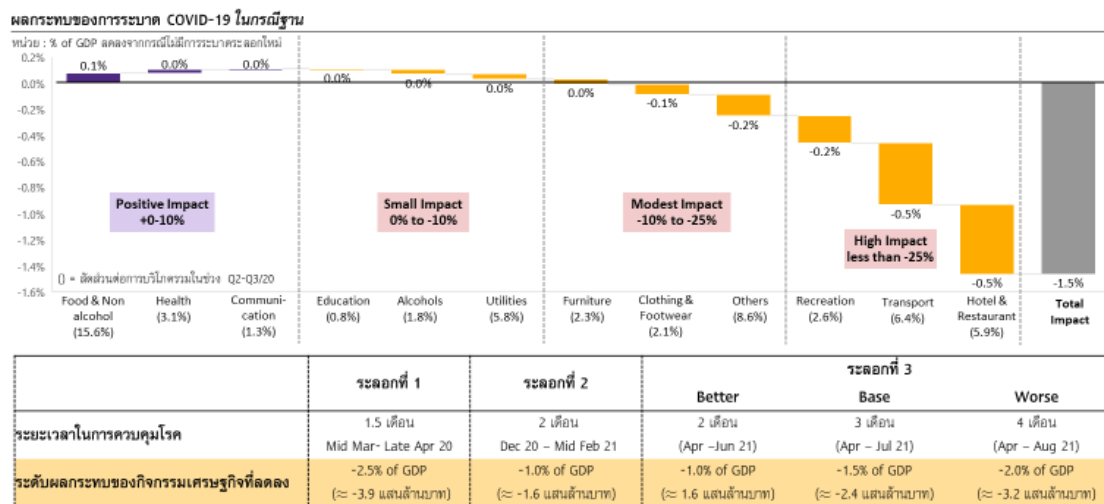 ผลกระทบของการระบาด COVID-19 ในกรณีฐาน
หน่วย : % of GDP ลดลงจากกรณีไม่มีการระบาดระลอกใหม่
0.2%
0.0%
-0.2%
-0.4%
-0.6%
-0.8%
-1.0%
-1.2%
-1.4%
-1.6%
0.1%
0.0%
0.0%
0.0%
0.0%
0.0%
0.0%
-0.1%
-0.2%
-0.2%
-0.5%
-0.5%
-1.5%
Positive Impact
+0-10%
Small Impact
0% to -10%
Modest Impact
-10% to -25%
High Impact
less than -25%
() = สัดส่วนต่อการบริโภครวมในช่วง Q2-Q3/20
Food & Non
alcohol
(15.6%)
Health
(3.1%)
Communi-
cation
(1.3%)
Education
(0.8%)
Alcohols
(1.8%)
Utilities
(5.8%)
Furniture
(2.3%)
Clothing &
Footwear
(2.1%)
Others
(8.6%)
Recreation
(2.6%)
Transport
(6.4%)
Hotel &
Restaurant
(5.9%)
Total
Impact
ระลอกที่ 1
ระลอกที่ 2
ระลอกที่ 3
Better
Base
Worse
ระยะเวลาในการควบคุมโรค
1.5 เดือน
Mid Mar- Late Apr 20
2 เดือน
Dec 20 – Mid Feb 21
2 เดือน
(Apr –Jun 21)
3 เดือน
(Apr – Jul 21)
4 เดือน
(Apr – Aug 21)
ระดับผลกระทบของกิจกรรมเศรษฐกิจที่ลดลง
-2.5% of GDP
(≈ -3.9 แสนล้านบาท)
-1.0% of GDP
(≈ -1.6 แสนล้านบาท)
-1.0% of GDP
(≈ 1.6 แสนล้านบาท)
-1.5% of GDP
(≈ -2.4 แสนล้านบาท)
-2.0% of GDP
(≈ -3.2 แสนล้านบาท)